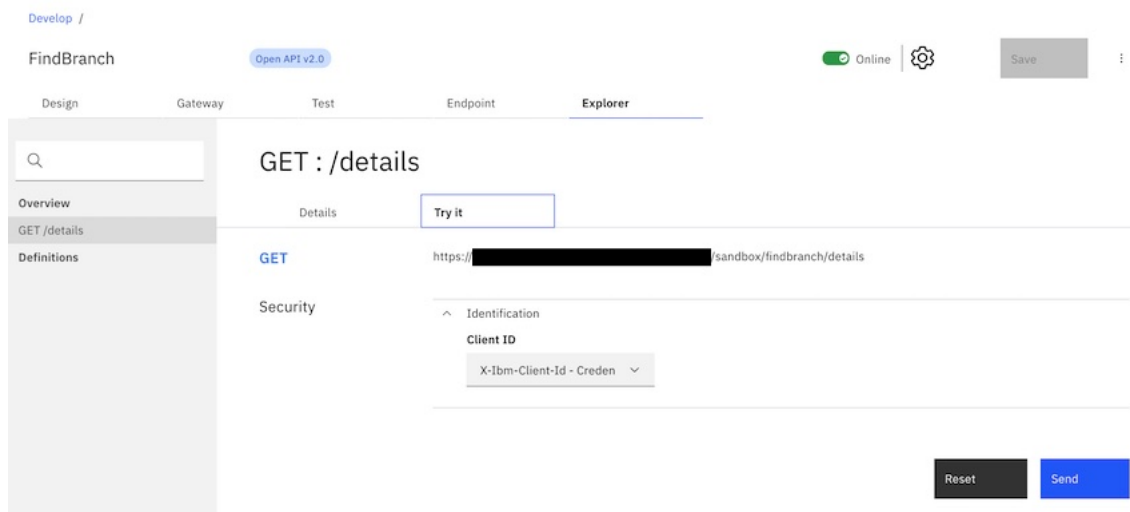 Develop /
FindBranch
Open API v2.0
Online
Save
Design
Gateway
Test
Endpoint
Explorer
GET : /details
Overview
GET /details
Definitions
Details
Try it
GET
https://
/sandbox/findbranch/details
Security
Identification
Client ID
X-Ibm-Client-Id - Creden
Reset
Send